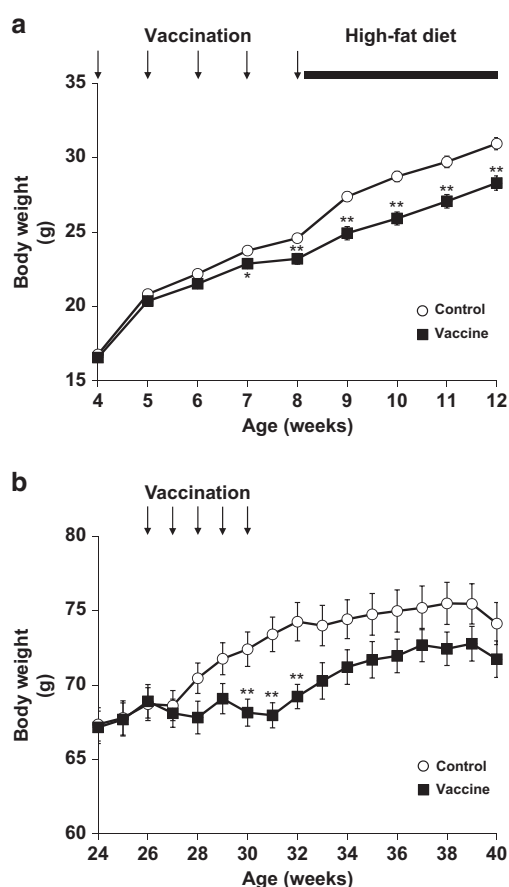 a
Vaccination High-fat diet
35
30
25
20
15
Body weight
(g)
** ** ** ** **
*
Control
Vaccine
4 5 6 7 8 9 10 11 12
Age (weeks)
b
Vaccination
80
75
70
65
60
Body weight
(g)
** ** **
Control
Vaccine
24 26 28 30 32 34 36 38 40
Age (weeks)